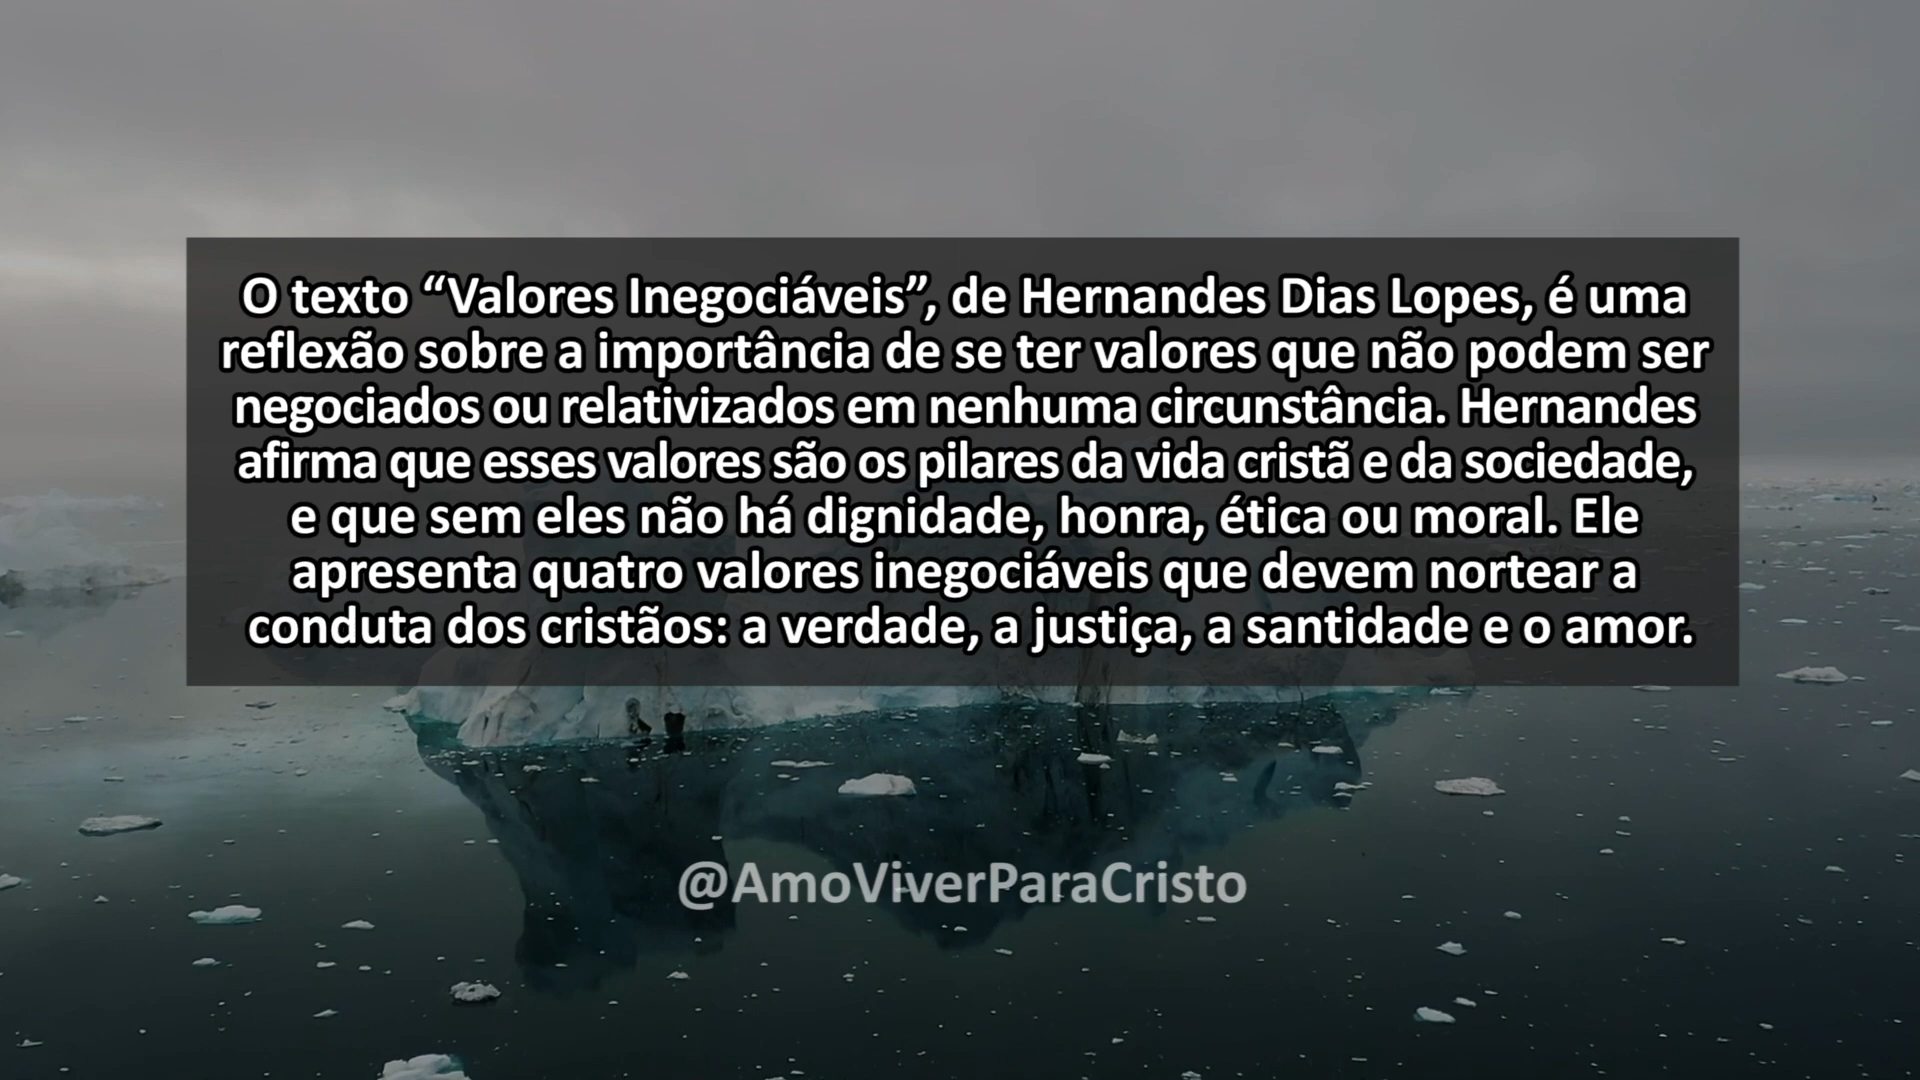 O texto “Valores Inegociáveis”, de Hernandes Dias Lopes, é uma
reflexão sobre a importância de se ter valores que não podem ser
negociados ou relativizados em nenhuma circunstância. Hernandes
afirma que esses valores são os pilares da vida cristã e da sociedade,
e que sem eles não há dignidade, honra, ética ou moral. Ele
apresenta quatro valores inegociáveis que devem nortear a
conduta dos cristãos: a verdade, a justiça, a santidade e o amor.
@AmoViverParaCristo